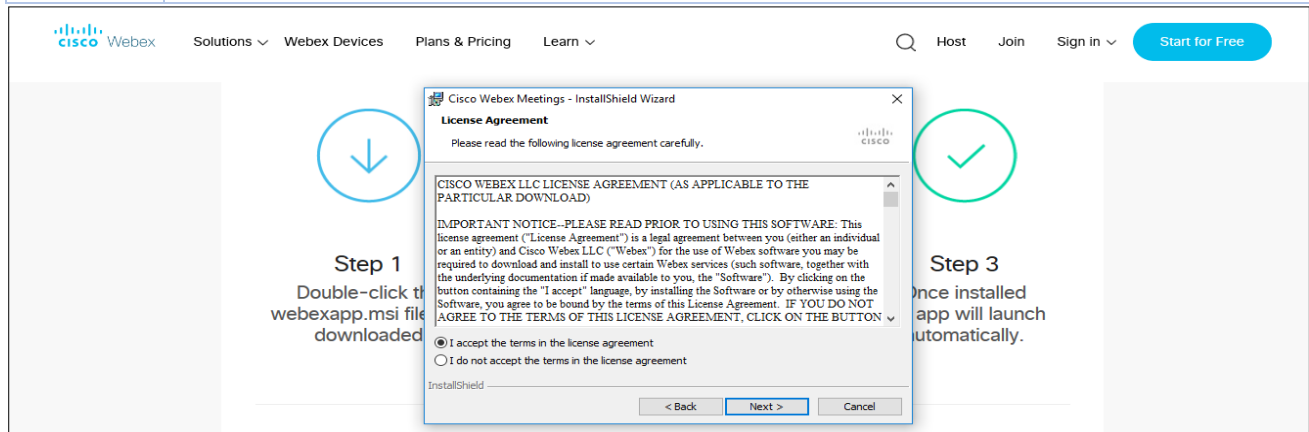 CISCO Webex Solutions Webex Devices Plans & Pricing Learn Host Join Sign in Start for Free
Cisco Webex Meetings - InstallShield Wizard
License Agreement
Please read the following license agreement carefully.
CISCO
CISCO WEBEX LLC LICENSE AGREEMENT (AS APPLICABLE TO THE
PARTICULAR DOWNLOAD)
IMPORTANT NOTICE--PLEASE READ PRIOR TO USING THIS SOFTWARE: This
license agreement ("License Agreement") is a legal agreement between you (either an individual
or an entity) and Cisco Webex LLC ("Webex") for the use of Webex software you may be
required to download and install to use certain Webex services (such software, together with
the underlying documentation if made available to you, the "Software"). By clicking on the
button containing the "I accept" language, by installing the Software or by otherwise using the
Software, you agree to be bound by the terms of this License Agreement. IF YOU DO NOT
AGREE TO THE TERMS OF THIS LICENSE AGREEMENT, CLICK ON THE BUTTON
I accept the terms in the license agreement
I do not accept the terms in the license agreement
InstallShield
< Back Next > Cancel
Step 1
Double-click th
webexapp.msi file
downloaded
Step 3
Once installed
app will launch
automatically.